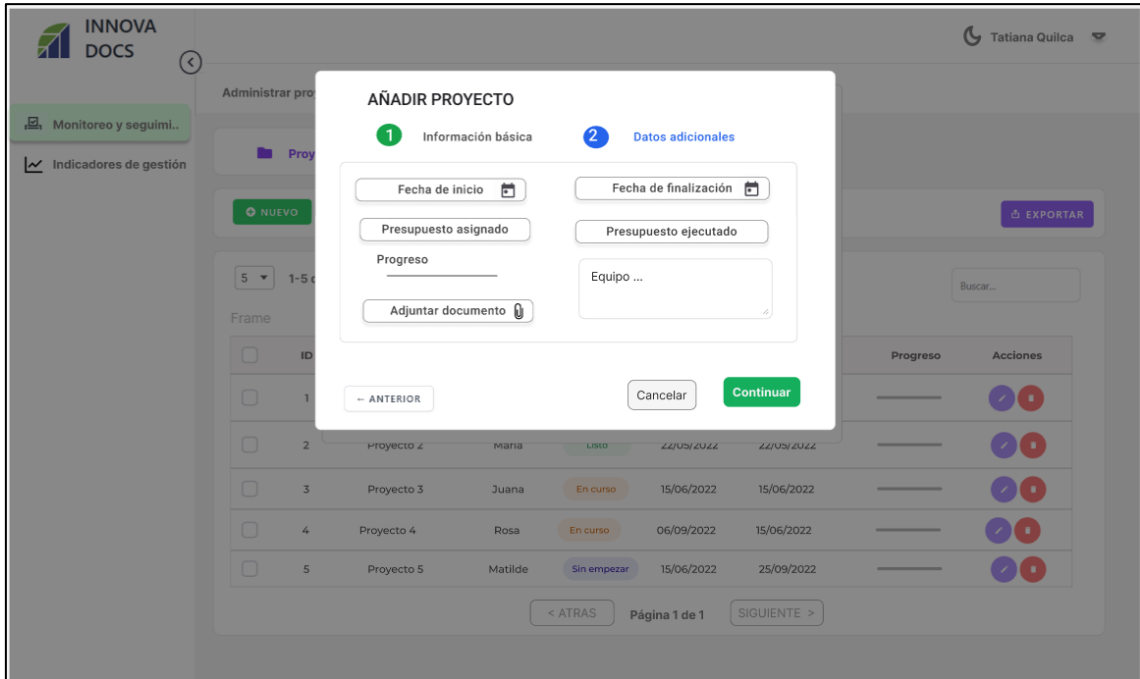 INNOVA
DOCS
Tatiana Quilca
Administrar pro
Monitoreo y seguimi..
Indicadores de gestión
Proy
NUEVO
EXPORTAR
AÑADIR PROYECTO
1 Información básica
2 Datos adicionales
Fecha de inicio
Fecha de finalización
Presupuesto asignado
Presupuesto ejecutado
Progreso
Equipo ...
Adjuntar documento
← ANTERIOR
Cancelar
Continuar
5
1-5
Buscar...
Frame
ID Progreso Acciones
1
2 Proyecto 2 María Listo 22/05/2022 22/05/2022
3 Proyecto 3 Juana En curso 15/06/2022 15/06/2022
4 Proyecto 4 Rosa En curso 06/09/2022 15/06/2022
5 Proyecto 5 Matilde Sin empezar 15/06/2022 25/09/2022
< ATRAS
Página 1 de 1
SIGUIENTE >